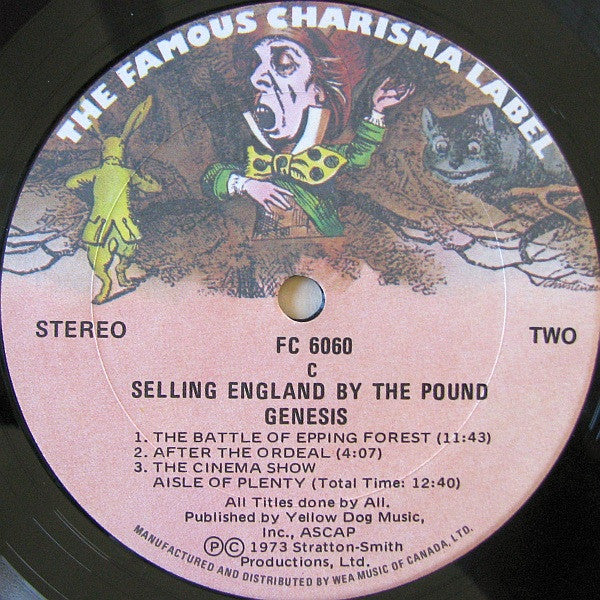 THE FAMOUS CHARISMA LABEL
STEREO
TWO
FC 6060
C
SELLING ENGLAND BY THE POUND
GENESIS
1. THE BATTLE OF EPPING FOREST (11:43)
2. AFTER THE ORDEAL (4:07)
3. THE CINEMA SHOW
AISLE OF PLENTY (Total Time: 12:40)
All Titles done by All.
Published by Yellow Dog Music,
Inc., ASCAP
ⓅⒸ 1973 Stratton-Smith
Productions, Ltd.
MANUFACTURED AND DISTRIBUTED BY WEA MUSIC OF CANADA, LTD.